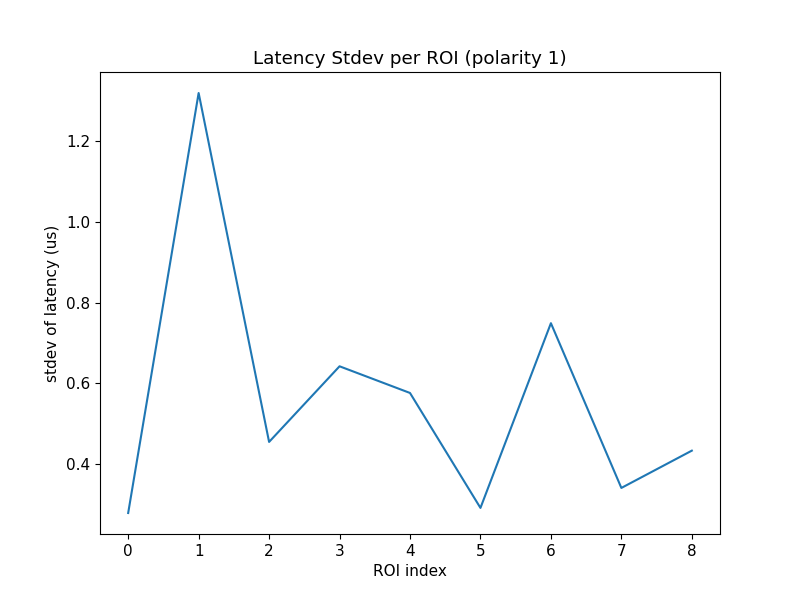 Latency Stdev per ROI (polarity 1)
stdev of latency (us)
1.2
1.0
0.8
0.6
0.4
0 1 2 3 4 5 6 7 8
ROI index